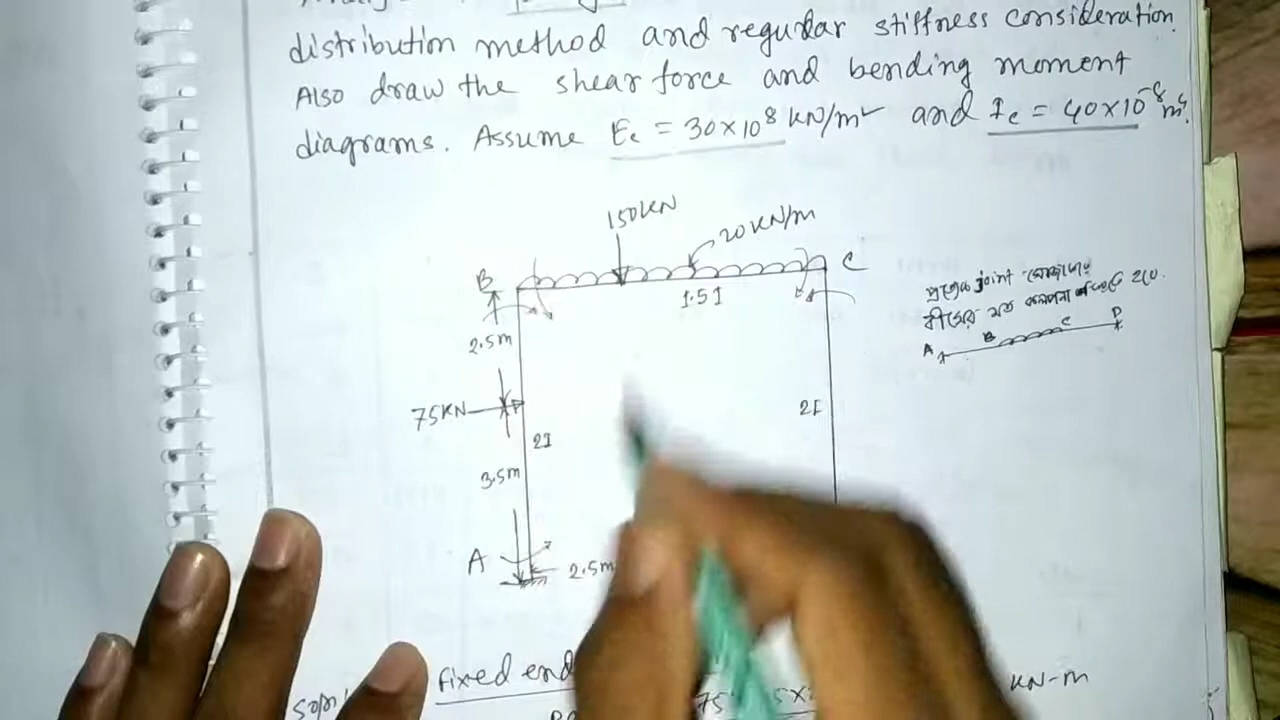 distribution method and regular stiffness consideration.
Also draw the shear force and bending moment
diagrams. Assume Ec = 30×10⁸ kN/m² and Ic = 40×10⁻⁸ m⁴.
150KN
20KN/m
B
C
1.5I
2.5m
75KN
2I
2I
3.5m
A
2.5m
joint
A B C D
fixed end
KN-m